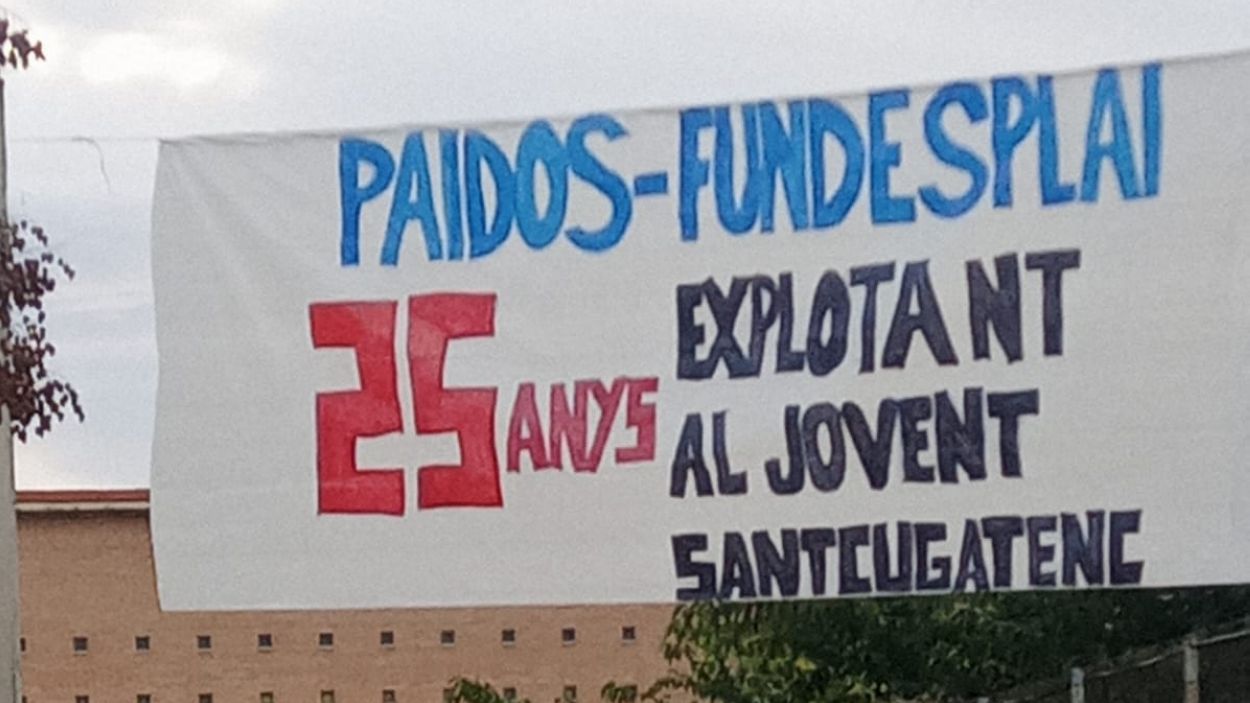 PAIDOS-FUNDESPLAI
25 ANYS
EXPLOTANT
AL JOVENT
SANTCUGATENC